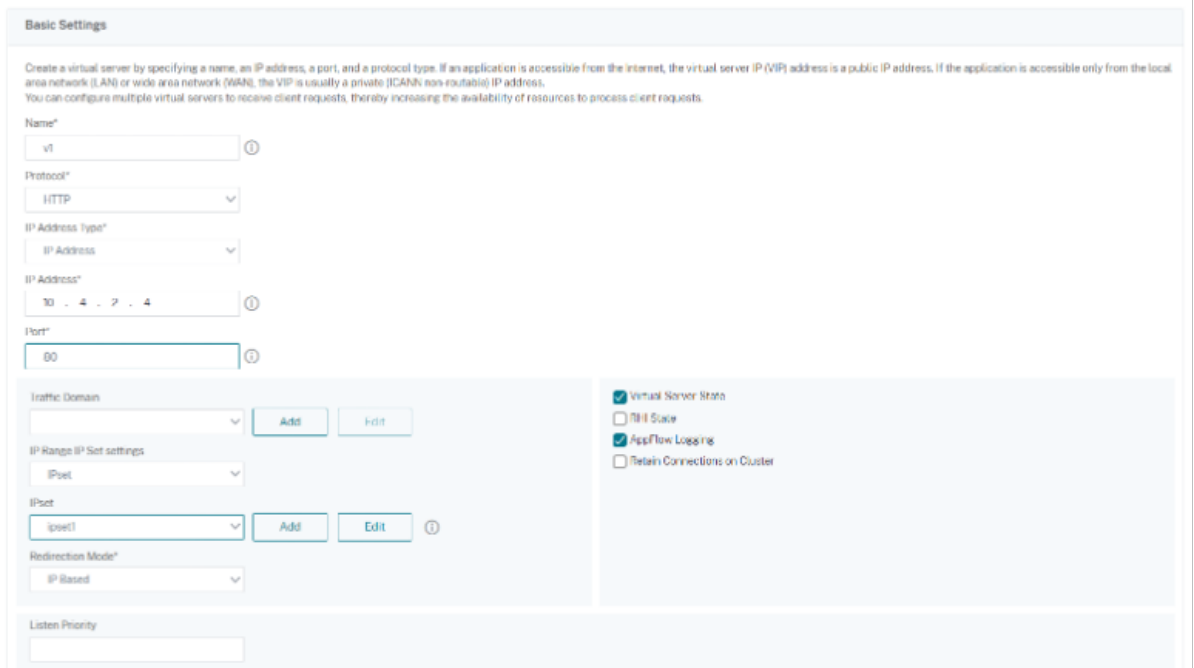 Basic Settings
Create a virtual server by specifying a name, an IP address, a port, and a protocol type. If an application is accessible from the internet, the virtual server IP (VIP) address is a public IP address. If the application is accessible only from the local
area network (LAN) or wide area network (WAN), the VIP is usually a private (ICANN non-routable) IP address.
You can configure multiple virtual servers to receive client requests, thereby increasing the availability of resources to process client requests.
Name*
v1
Protocol*
HTTP
IP Address Type*
IP Address
IP Address*
10 . 4 . 2 . 4
Port*
80
Traffic Domain
Add
Edit
IP Range IP Set settings
IPset
IPset
ipset1
Add
Edit
Redirection Mode*
IP Based
Virtual Server State
RHI State
AppFlow Logging
Retain Connections on Cluster
Listen Priority